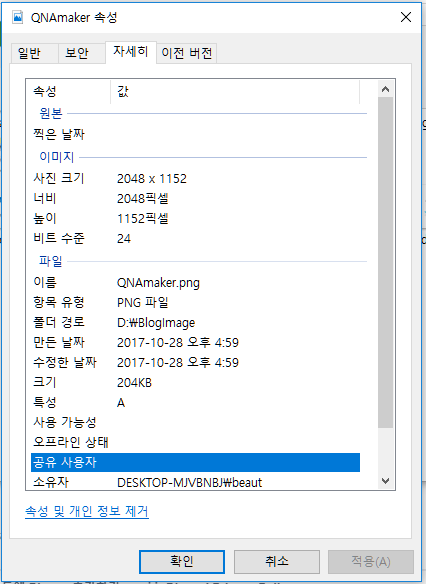 QNAmaker 속성
일반 보안 자세히 이전 버전
속성 값
원본
찍은 날짜
이미지
사진 크기 2048 x 1152
너비 2048픽셀
높이 1152픽셀
비트 수준 24
파일
이름 QNAmaker.png
항목 유형 PNG 파일
폴더 경로 D:₩BlogImage
만든 날짜 2017-10-28 오후 4:59
수정한 날짜 2017-10-28 오후 4:59
크기 204KB
특성 A
사용 가능성
오프라인 상태
공유 사용자
소유자 DESKTOP-MJVBNBJ₩beaut
속성 및 개인 정보 제거
확인 취소 적용(A)